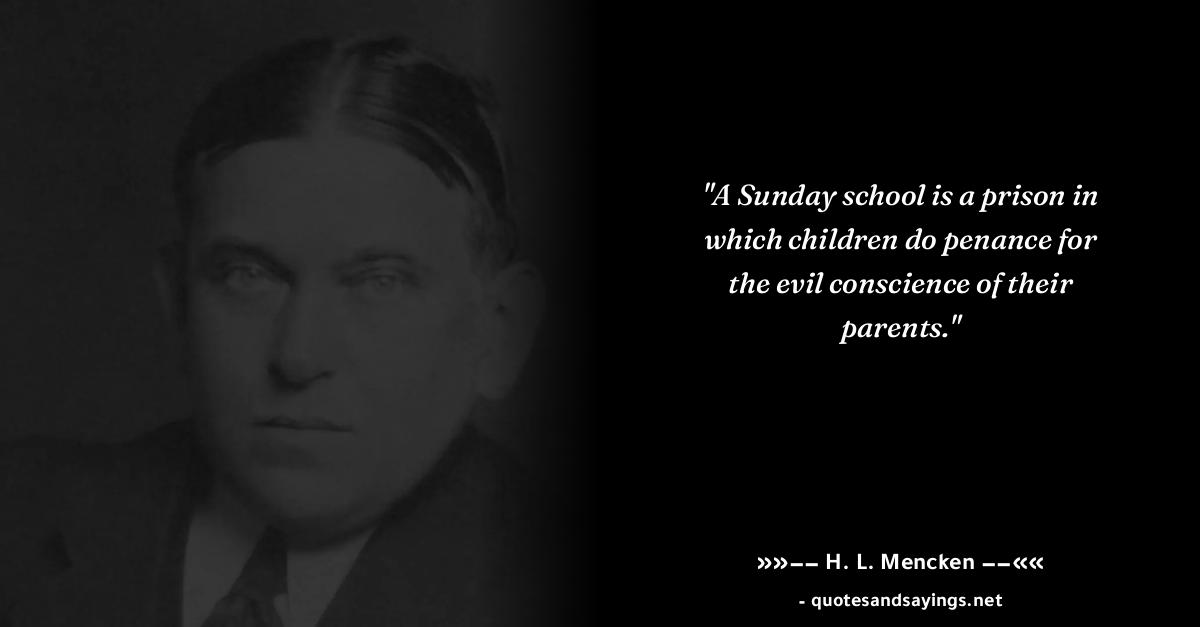 "A Sunday school is a prison in
which children do penance for
the evil conscience of their
parents."
»»−− H. L. Mencken −−««
- quotesandsayings.net